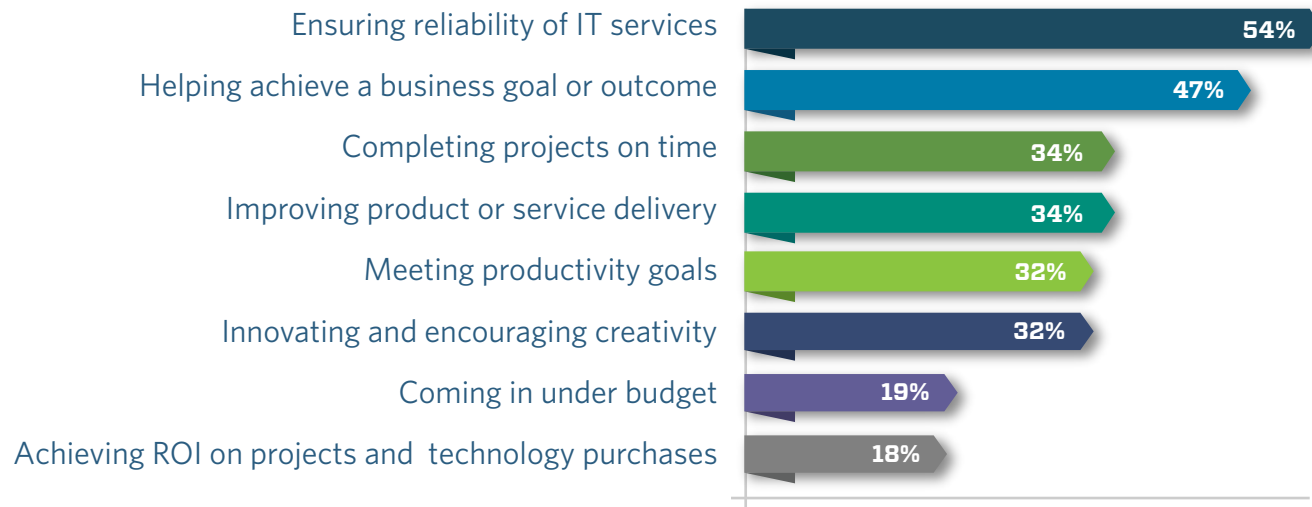 Ensuring reliability of IT services 54%
Helping achieve a business goal or outcome 47%
Completing projects on time 34%
Improving product or service delivery 34%
Meeting productivity goals 32%
Innovating and encouraging creativity 32%
Coming in under budget 19%
Achieving ROI on projects and technology purchases 18%